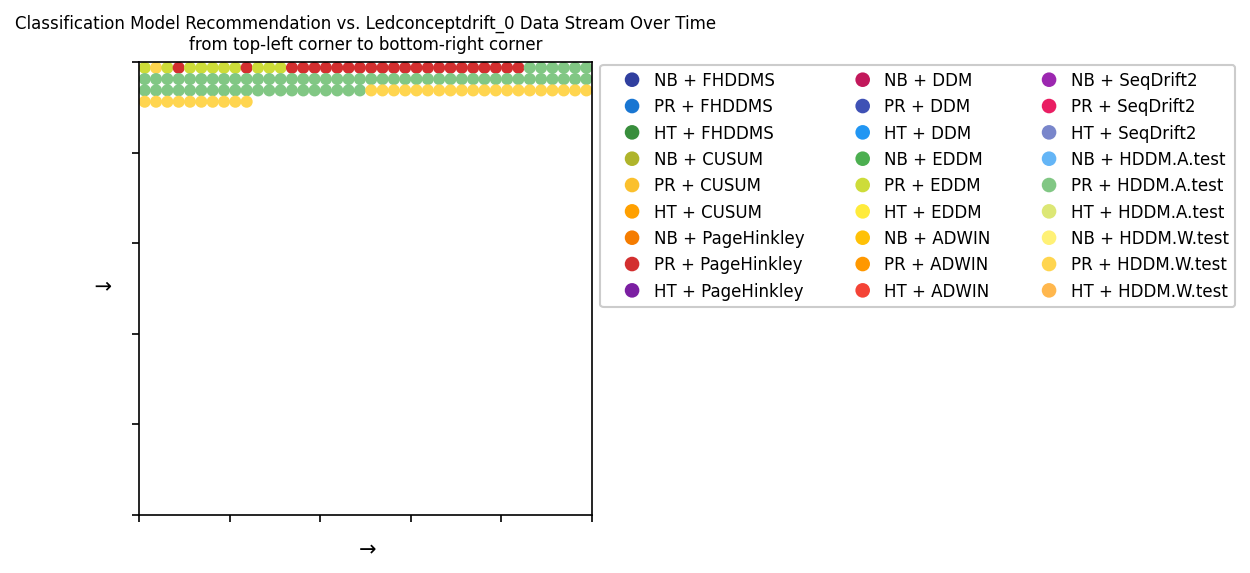 Classification Model Recommendation vs. Ledconceptdrift_0 Data Stream Over Time
from top-left corner to bottom-right corner
→
→
NB + FHDDMS
PR + FHDDMS
HT + FHDDMS
NB + CUSUM
PR + CUSUM
HT + CUSUM
NB + PageHinkley
PR + PageHinkley
HT + PageHinkley
NB + DDM
PR + DDM
HT + DDM
NB + EDDM
PR + EDDM
HT + EDDM
NB + ADWIN
PR + ADWIN
HT + ADWIN
NB + SeqDrift2
PR + SeqDrift2
HT + SeqDrift2
NB + HDDM.A.test
PR + HDDM.A.test
HT + HDDM.A.test
NB + HDDM.W.test
PR + HDDM.W.test
HT + HDDM.W.test